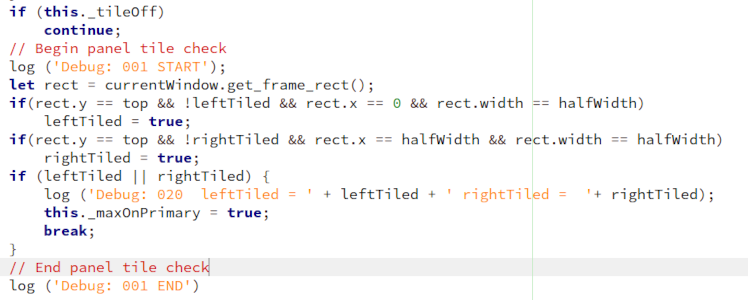 if (this._tileOff)
    continue;
// Begin panel tile check
log ('Debug: 001 START');
let rect = currentWindow.get_frame_rect();
if(rect.y == top && !leftTiled && rect.x == 0 && rect.width == halfWidth)
    leftTiled = true;
if(rect.y == top && !rightTiled && rect.x == halfWidth && rect.width == halfWidth)
    rightTiled = true;
if (leftTiled || rightTiled) {
    log ('Debug: 020  leftTiled = ' + leftTiled + ' rightTiled =  '+ rightTiled);
    this._maxOnPrimary = true;
    break;
}
// End panel tile check
log ('Debug: 001 END')